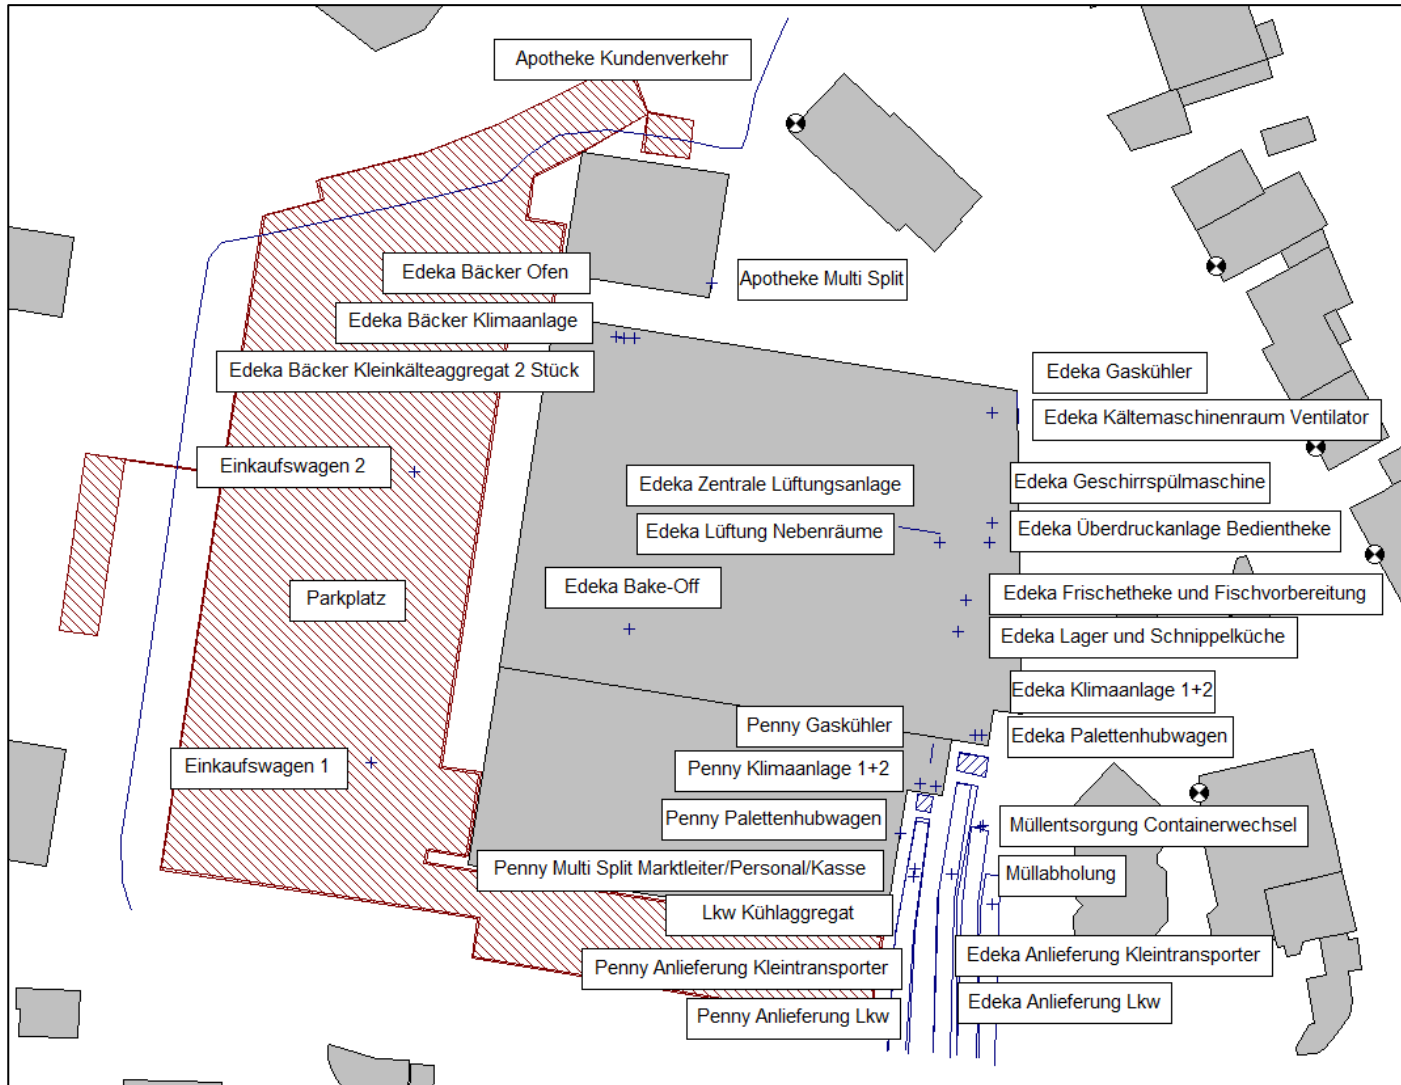 Apotheke Kundenverkehr
Edeka Bäcker Ofen
Apotheke Multi Split
Edeka Bäcker Klimaanlage
Edeka Bäcker Kleinkälteaggregat 2 Stück
Edeka Gaskühler
Edeka Kältemaschinenraum Ventilator
Einkaufswagen 2
Edeka Zentrale Lüftungsanlage
Edeka Geschirrspülmaschine
Edeka Lüftung Nebenräume
Edeka Überdruckanlage Bedientheke
Edeka Bake-Off
Parkplatz
Edeka Frischetheke und Fischvorbereitung
Edeka Lager und Schnippelküche
Edeka Klimaanlage 1+2
Penny Gaskühler
Edeka Palettenhubwagen
Einkaufswagen 1
Penny Klimaanlage 1+2
Penny Palettenhubwagen
Müllentsorgung Containerwechsel
Penny Multi Split Marktleiter/Personal/Kasse
Müllabholung
Lkw Kühlaggregat
Edeka Anlieferung Kleintransporter
Penny Anlieferung Kleintransporter
Edeka Anlieferung Lkw
Penny Anlieferung Lkw